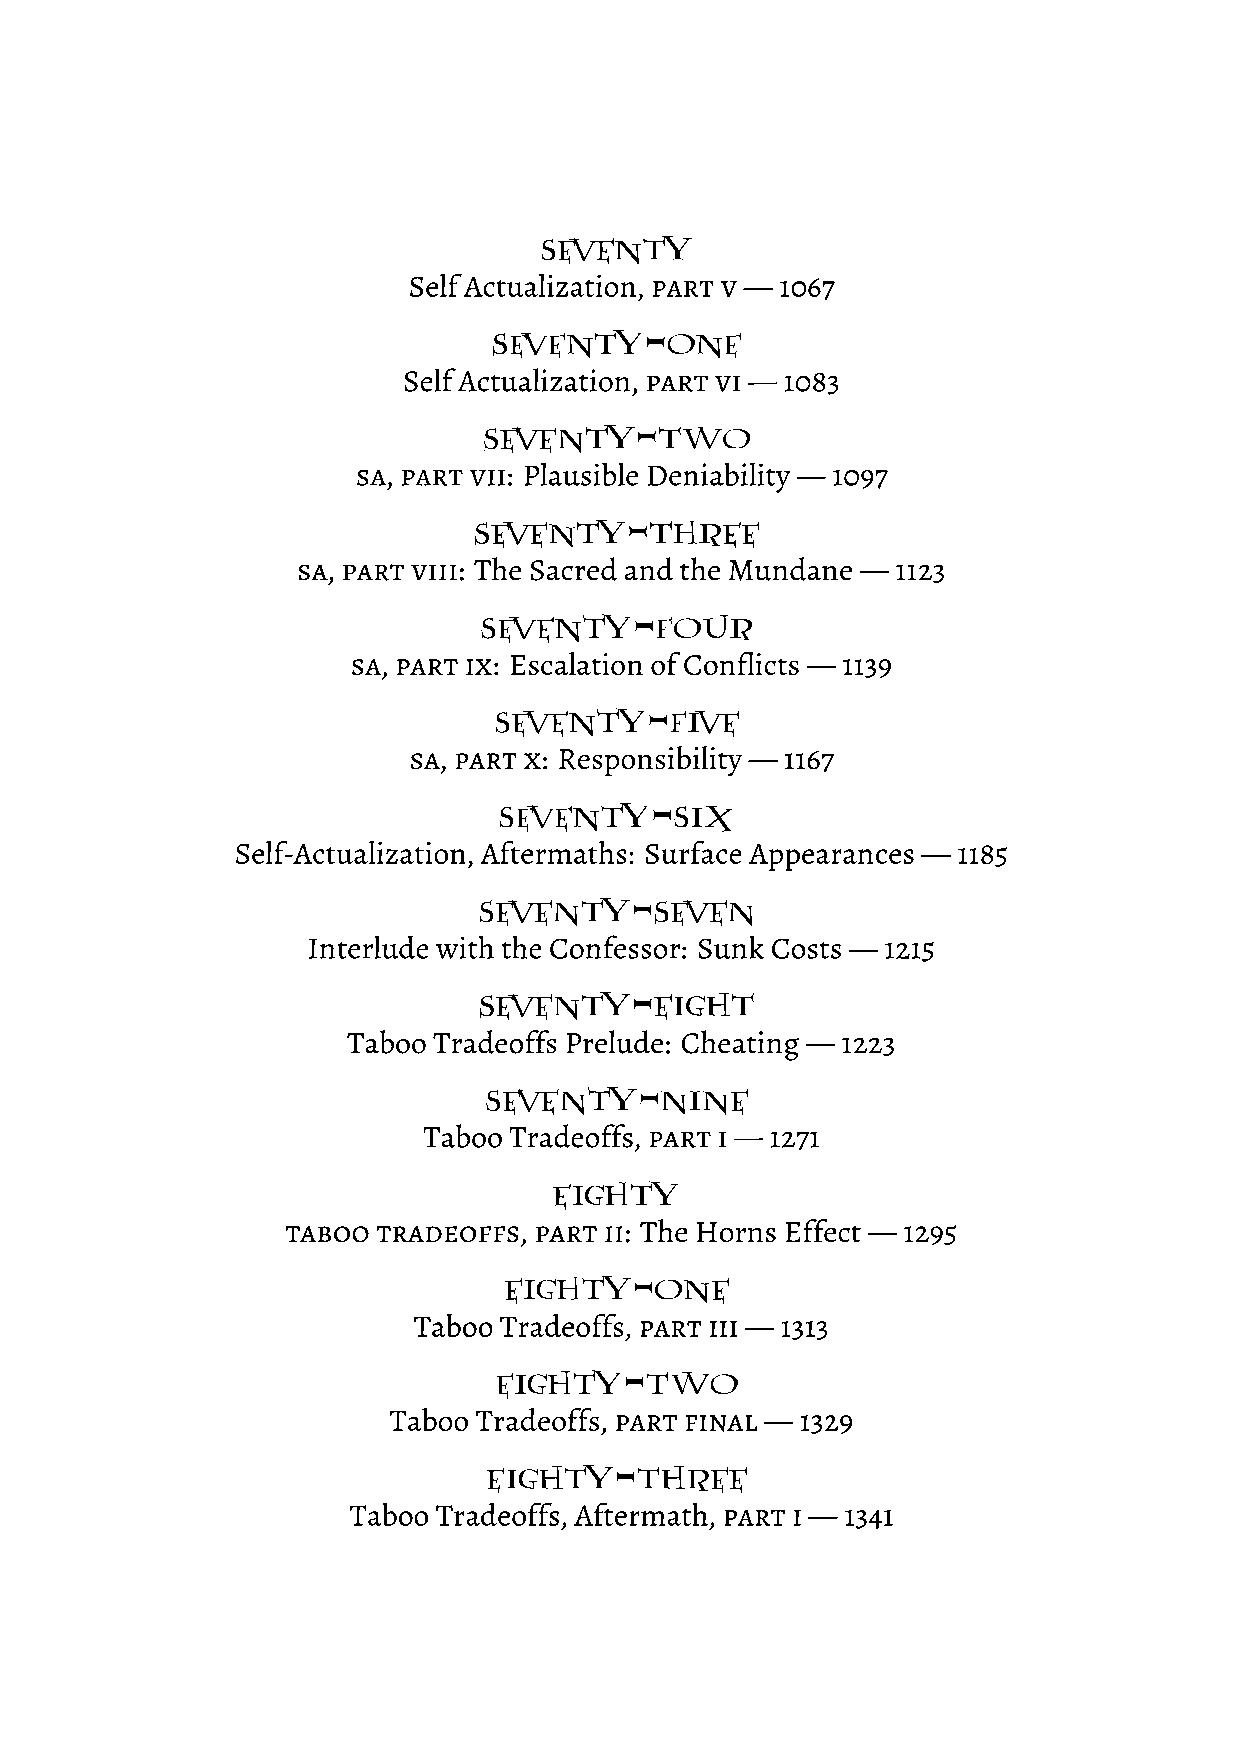 SEVENTY
Self Actualization, PART V — 1067
SEVENTY-ONE
Self Actualization, PART VI — 1083
SEVENTY-TWO
SA, PART VII: Plausible Deniability — 1097
SEVENTY-THREE
SA, PART VIII: The Sacred and the Mundane — 1123
SEVENTY-FOUR
SA, PART IX: Escalation of Conflicts — 1139
SEVENTY-FIVE
SA, PART X: Responsibility — 1167
SEVENTY-SIX
Self-Actualization, Aftermaths: Surface Appearances — 1185
SEVENTY-SEVEN
Interlude with the Confessor: Sunk Costs — 1215
SEVENTY-EIGHT
Taboo Tradeoffs Prelude: Cheating — 1223
SEVENTY-NINE
Taboo Tradeoffs, PART I — 1271
EIGHTY
TABOO TRADEOFFS, PART II: The Horns Effect — 1295
EIGHTY-ONE
Taboo Tradeoffs, PART III — 1313
EIGHTY-TWO
Taboo Tradeoffs, PART FINAL — 1329
EIGHTY-THREE
Taboo Tradeoffs, Aftermath, PART I — 1341